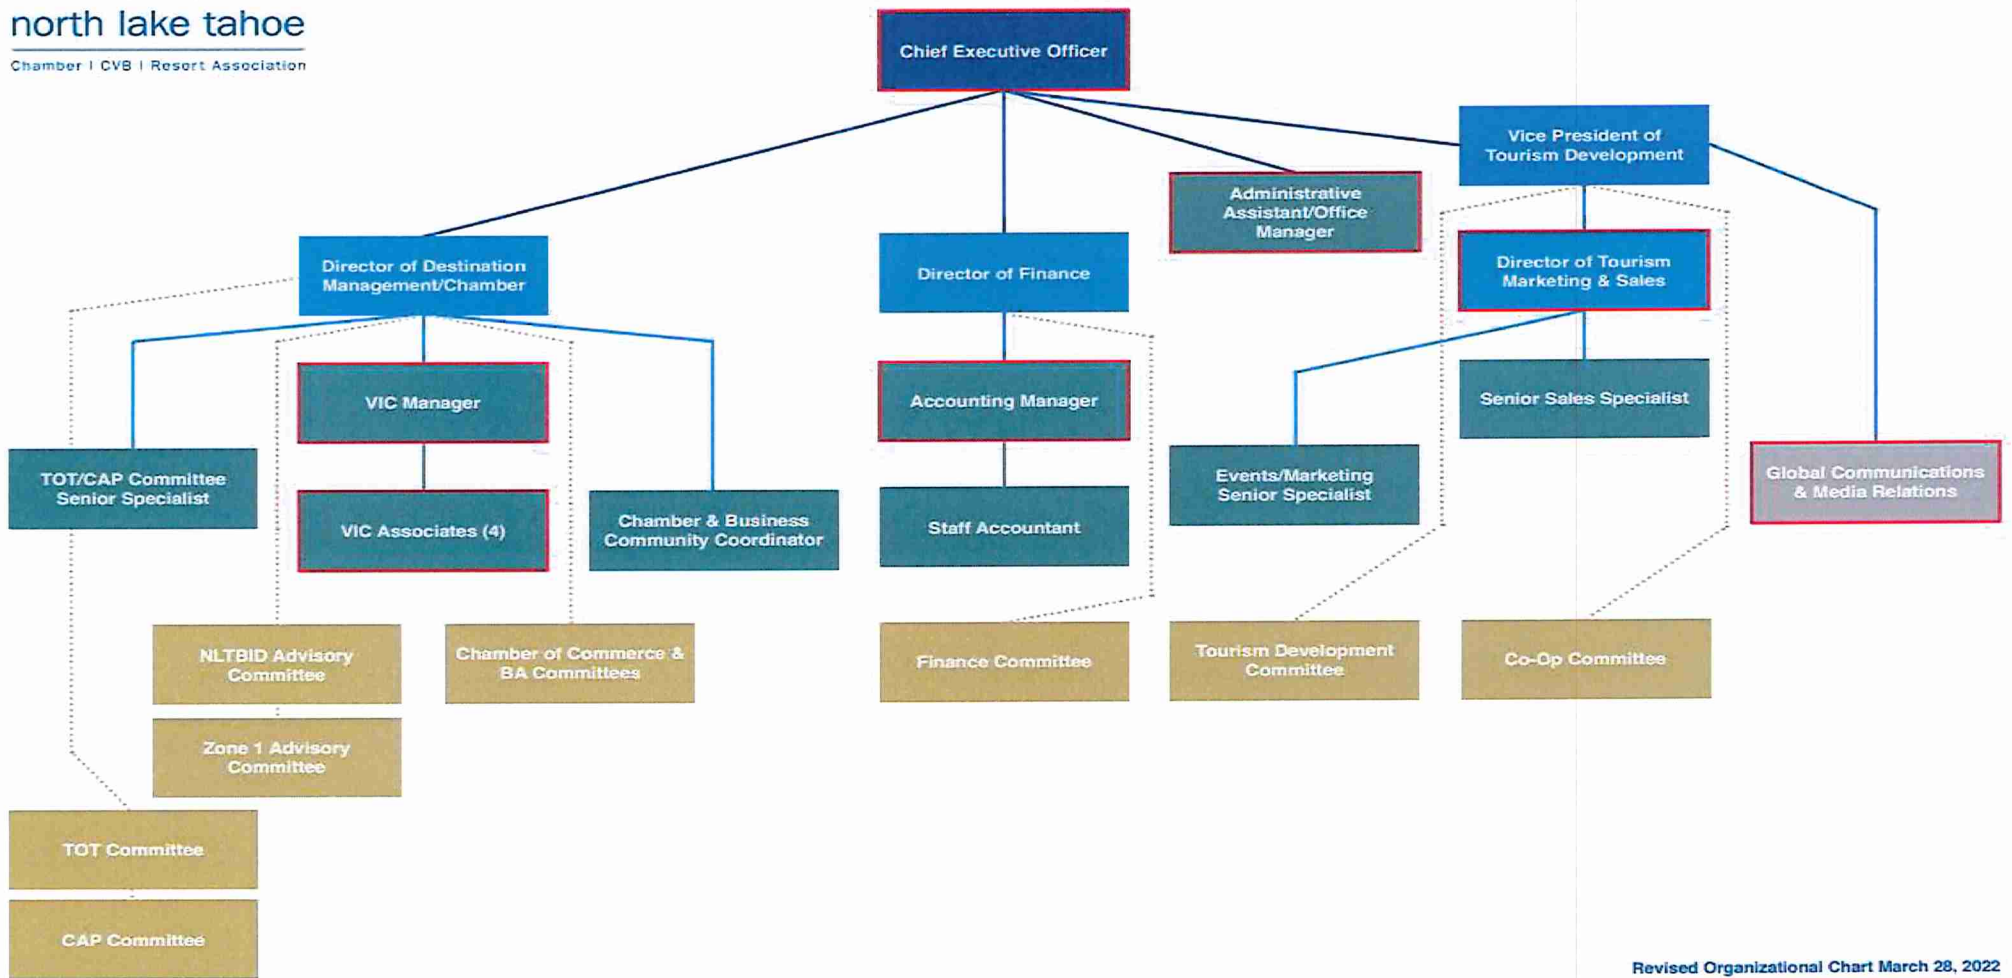 north lake tahoe
Chamber | CVB | Resort Association
Chief Executive Officer
Vice President of
Tourism Development
Administrative
Assistant/Office
Manager
Director of Destination
Management/Chamber
Director of Finance
Director of Tourism
Marketing & Sales
VIC Manager
Accounting Manager
Senior Sales Specialist
TOT/CAP Committee
Senior Specialist
VIC Associates (4)
Chamber & Business
Community Coordinator
Staff Accountant
Events/Marketing
Senior Specialist
Global Communications
& Media Relations
NLTBID Advisory
Committee
Chamber of Commerce &
BA Committees
Finance Committee
Tourism Development
Committee
Co-Op Committee
Zone 1 Advisory
Committee
TOT Committee
CAP Committee
Revised Organizational Chart March 28, 2022